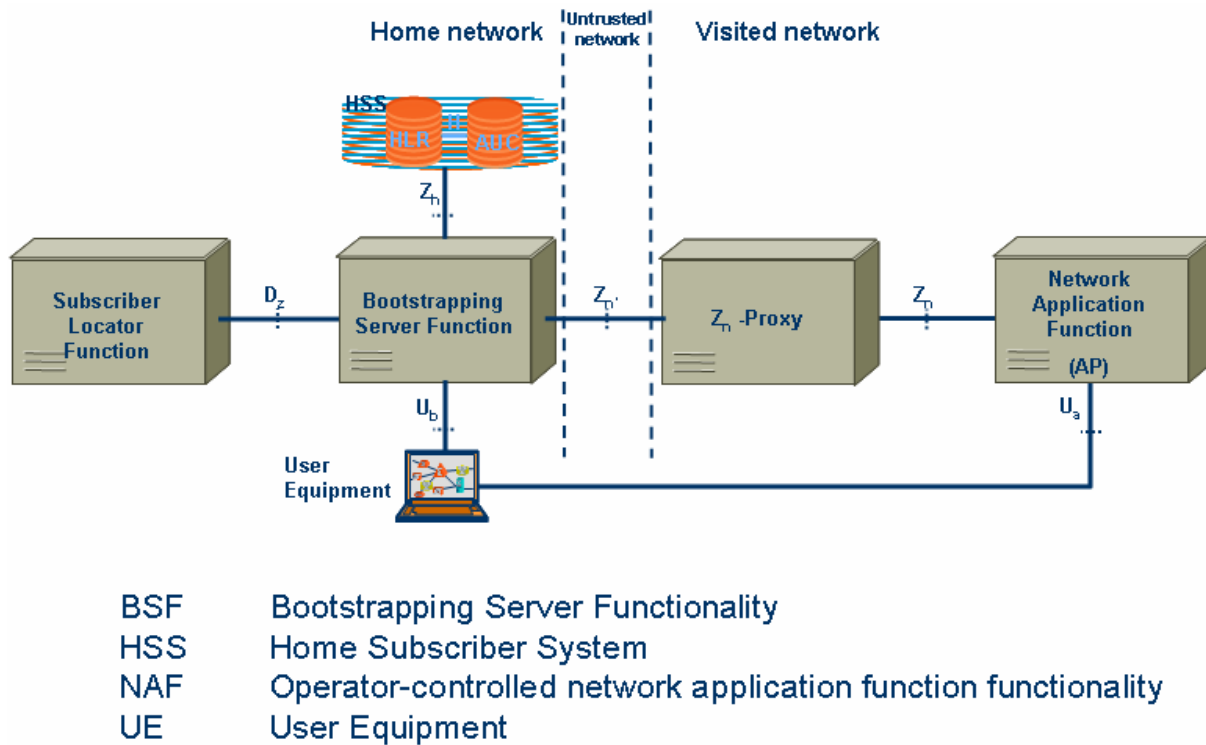 Home network
Untrusted
network
Visited network
HSS
HLR
H
AUC
Zh
Subscriber
Locator
Function
Dz
Bootstrapping
Server Function
Zn'
Zn -Proxy
Zn
Network
Application
Function
(AP)
Ub
Ua
User
Equipment
BSF Bootstrapping Server Functionality
HSS Home Subscriber System
NAF Operator-controlled network application function functionality
UE User Equipment